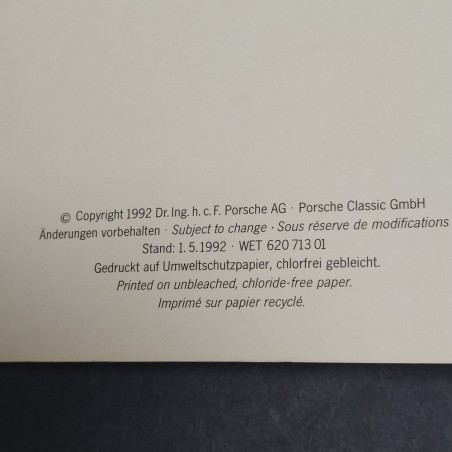 © Copyright 1992 Dr. Ing. h. c. F. Porsche AG · Porsche Classic GmbH
Änderungen vorbehalten · Subject to change · Sous réserve de modifications
Stand: 1. 5. 1992 · WET 620 713 01
Gedruckt auf Umweltschutzpapier, chlorfrei gebleicht.
Printed on unbleached, chloride-free paper.
Imprimé sur papier recyclé.